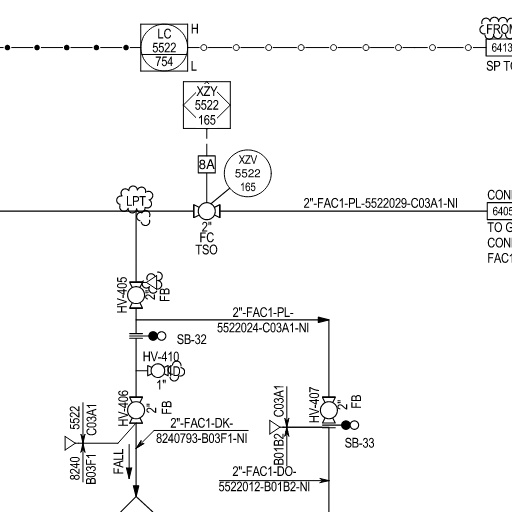 LC
5522
754
H
L
FROM
6413
SP TO
XZY
5522
165
8A
XZV
5522
165
LPT
2"
FC
TSO
2"-FAC1-PL-5522029-C03A1-NI
6405
TO G
FAC1
HV-405
2"
FB
2"-FAC1-PL-
5522024-C03A1-NI
SB-32
HV-410
1"
HV-406
2"
FB
5522
C03A1
8240
B03F1
FALL
2"-FAC1-DK-
8240793-B03F1-NI
C03A1
B01B2
HV-407
2"
FB
SB-33
2"-FAC1-DO-
5522012-B01B2-NI